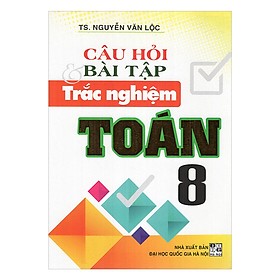 TS. NGUYỄN VĂN LỘC
CÂU HỎI
& BÀI TẬP
Trắc nghiệm
TOÁN
8
NHÀ XUẤT BẢN
ĐẠI HỌC QUỐC GIA HÀ NỘI